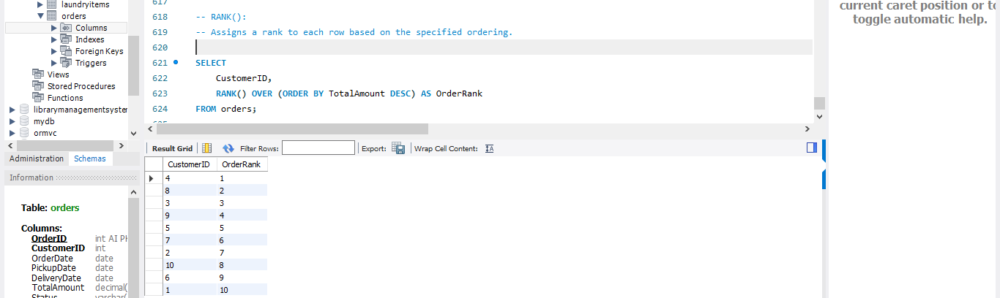 laundryitems
orders
Columns
Indexes
Foreign Keys
Triggers
Views
Stored Procedures
Functions
librarymanagementsyster
mydb
ormvc
Administration Schemas
Information
Table: orders
Columns:
OrderID int AI PK
CustomerID int
OrderDate date
PickupDate date
DeliveryDate date
TotalAmount decimal(
Status varchar(
617
618 -- RANK():
619 -- Assigns a rank to each row based on the specified ordering.
620
621 SELECT
622 CustomerID,
623 RANK() OVER (ORDER BY TotalAmount DESC) AS OrderRank
624 FROM orders;
Result Grid Filter Rows: Export: Wrap Cell Content:
CustomerID OrderRank
4 1
8 2
3 3
9 4
5 5
7 6
2 7
10 8
6 9
1 10
current caret position or to
toggle automatic help.